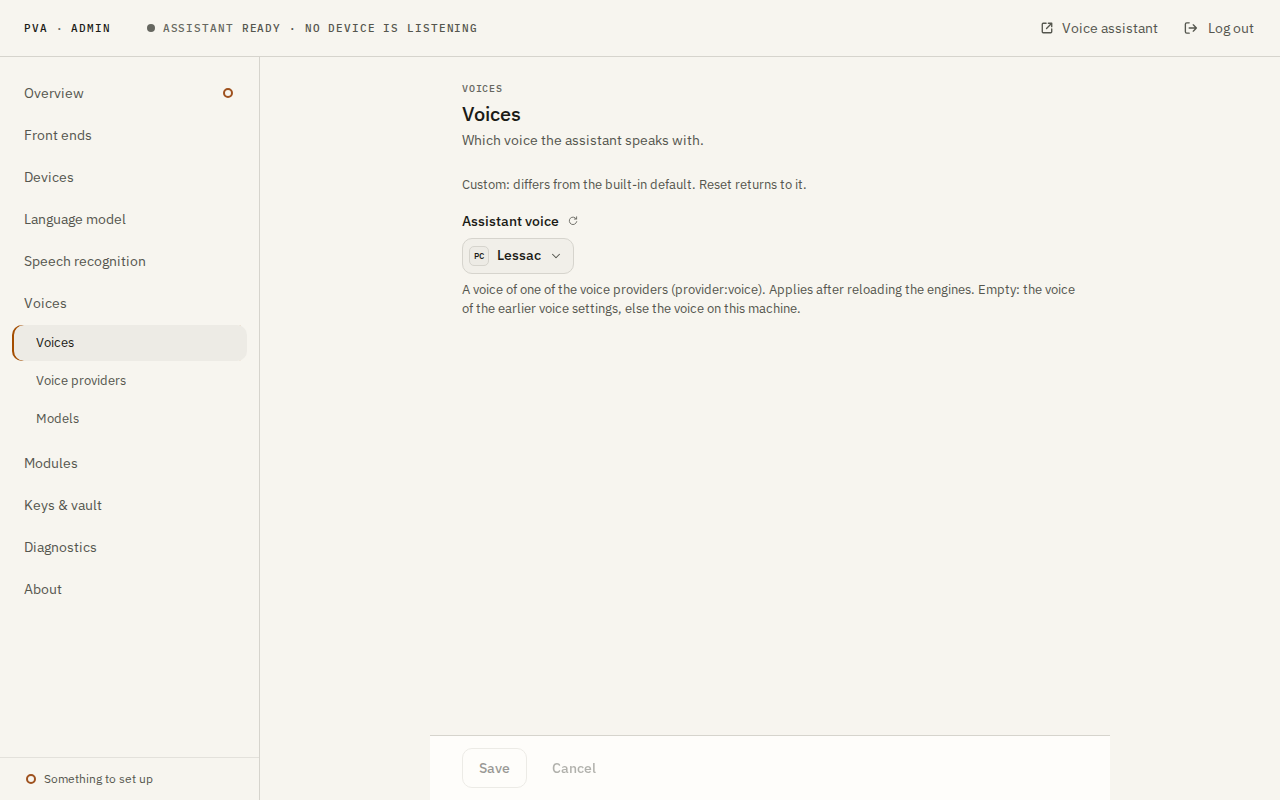 PVA · ADMIN
ASSISTANT READY · NO DEVICE IS LISTENING
Voice assistant
Log out
Overview
Front ends
Devices
Language model
Speech recognition
Voices
Voices
Voice providers
Models
Modules
Keys & vault
Diagnostics
About
Something to set up
VOICES
Voices
Which voice the assistant speaks with.
Custom: differs from the built-in default. Reset returns to it.
Assistant voice
PC Lessac
A voice of one of the voice providers (provider:voice). Applies after reloading the engines. Empty: the voice
of the earlier voice settings, else the voice on this machine.
Save
Cancel